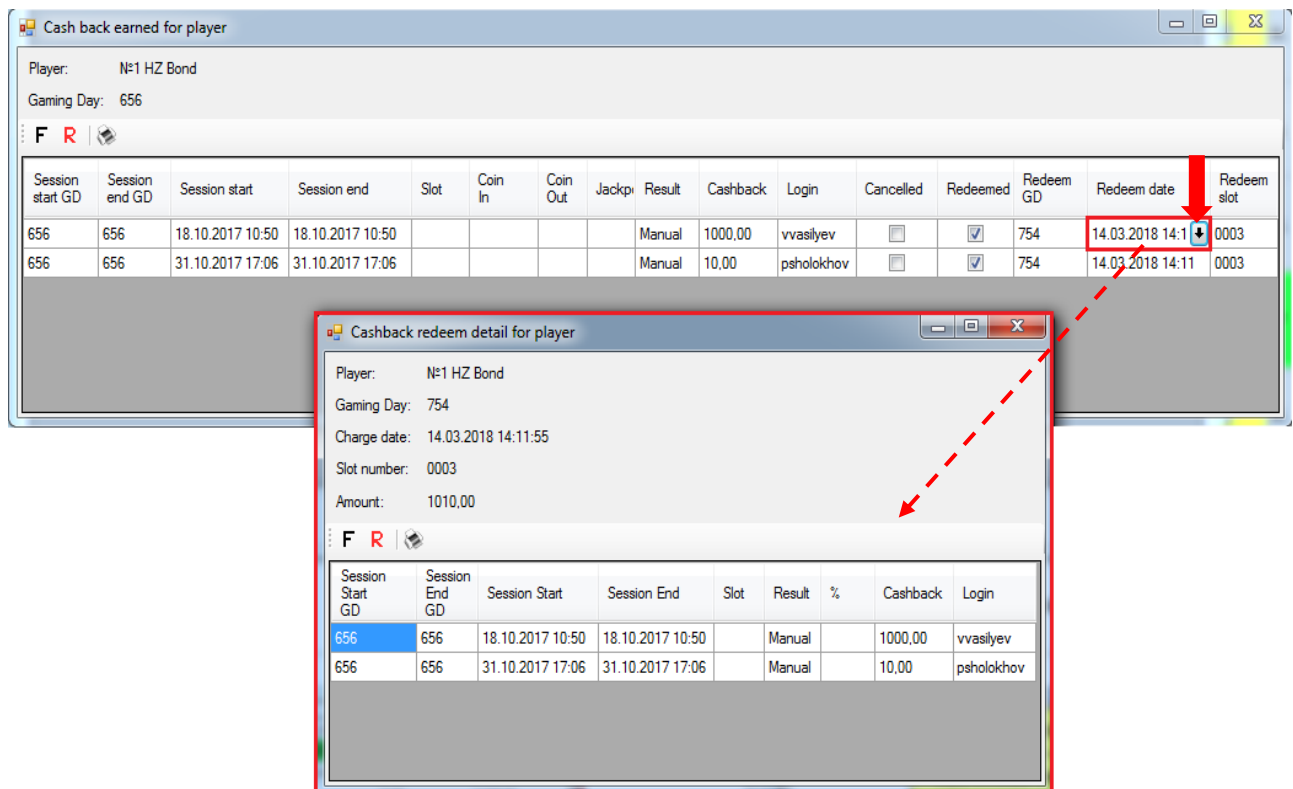 Cash back earned for player
Player: №1 HZ Bond
Gaming Day: 656
F R
Session start GD Session end GD Session start Session end Slot Coin In Coin Out Jackp Result Cashback Login Cancelled Redeemed Redeem GD Redeem date Redeem slot
656 656 18.10.2017 10:50 18.10.2017 10:50 Manual 1000,00 vvasilyev 754 14.03.2018 14:1 0003
656 656 31.10.2017 17:06 31.10.2017 17:06 Manual 10,00 psholokhov 754 14.03.2018 14:11 0003
Cashback redeem detail for player
Player: №1 HZ Bond
Gaming Day: 754
Charge date: 14.03.2018 14:11:55
Slot number: 0003
Amount: 1010,00
F R
Session Start GD Session End GD Session Start Session End Slot Result % Cashback Login
656 656 18.10.2017 10:50 18.10.2017 10:50 Manual 1000,00 vvasilyev
656 656 31.10.2017 17:06 31.10.2017 17:06 Manual 10,00 psholokhov